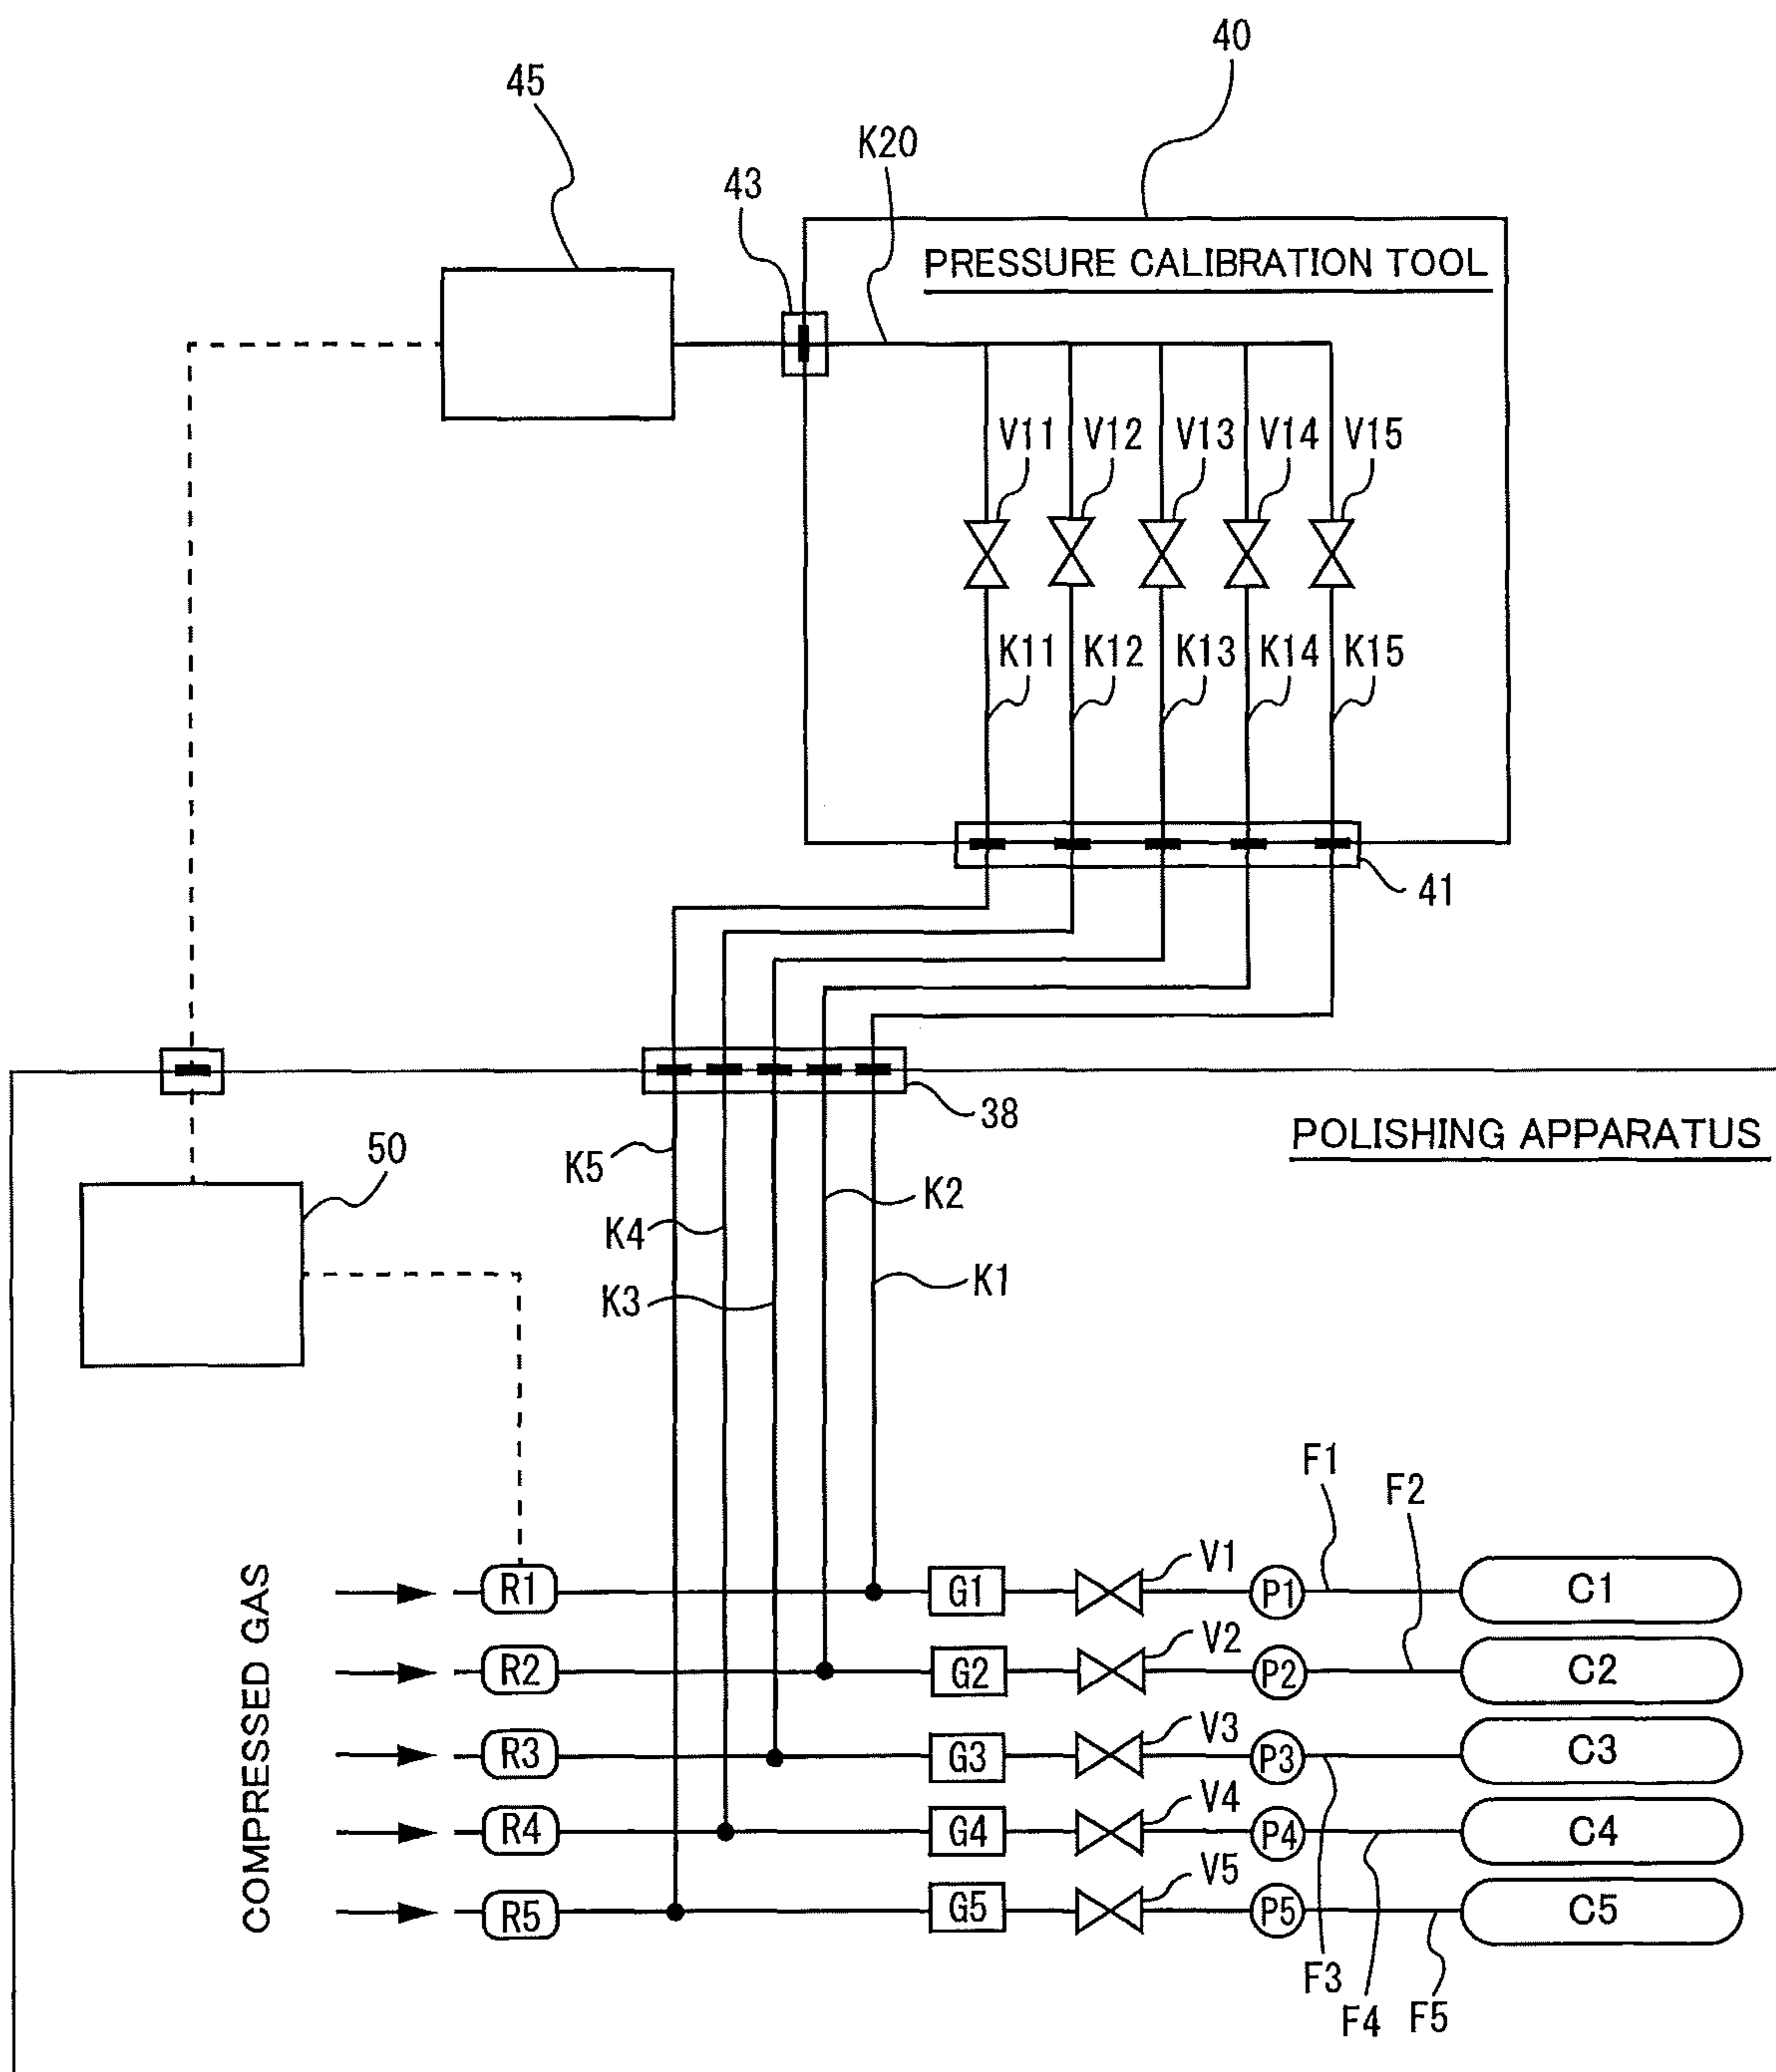 40
45
K20
43
PRESSURE CALIBRATION TOOL
V11 V12 V13 V14 V15
K11 K12 K13 K14 K15
41
38
POLISHING APPARATUS
50
K5
K2
K4
K1
K3
COMPRESSED GAS
F1
F2
V1
R1 G1 P1 C1
V2
R2 G2 P2 C2
V3
R3 G3 P3 C3
V4
R4 G4 P4 C4
V5
R5 G5 P5 C5
F3
F4 F5